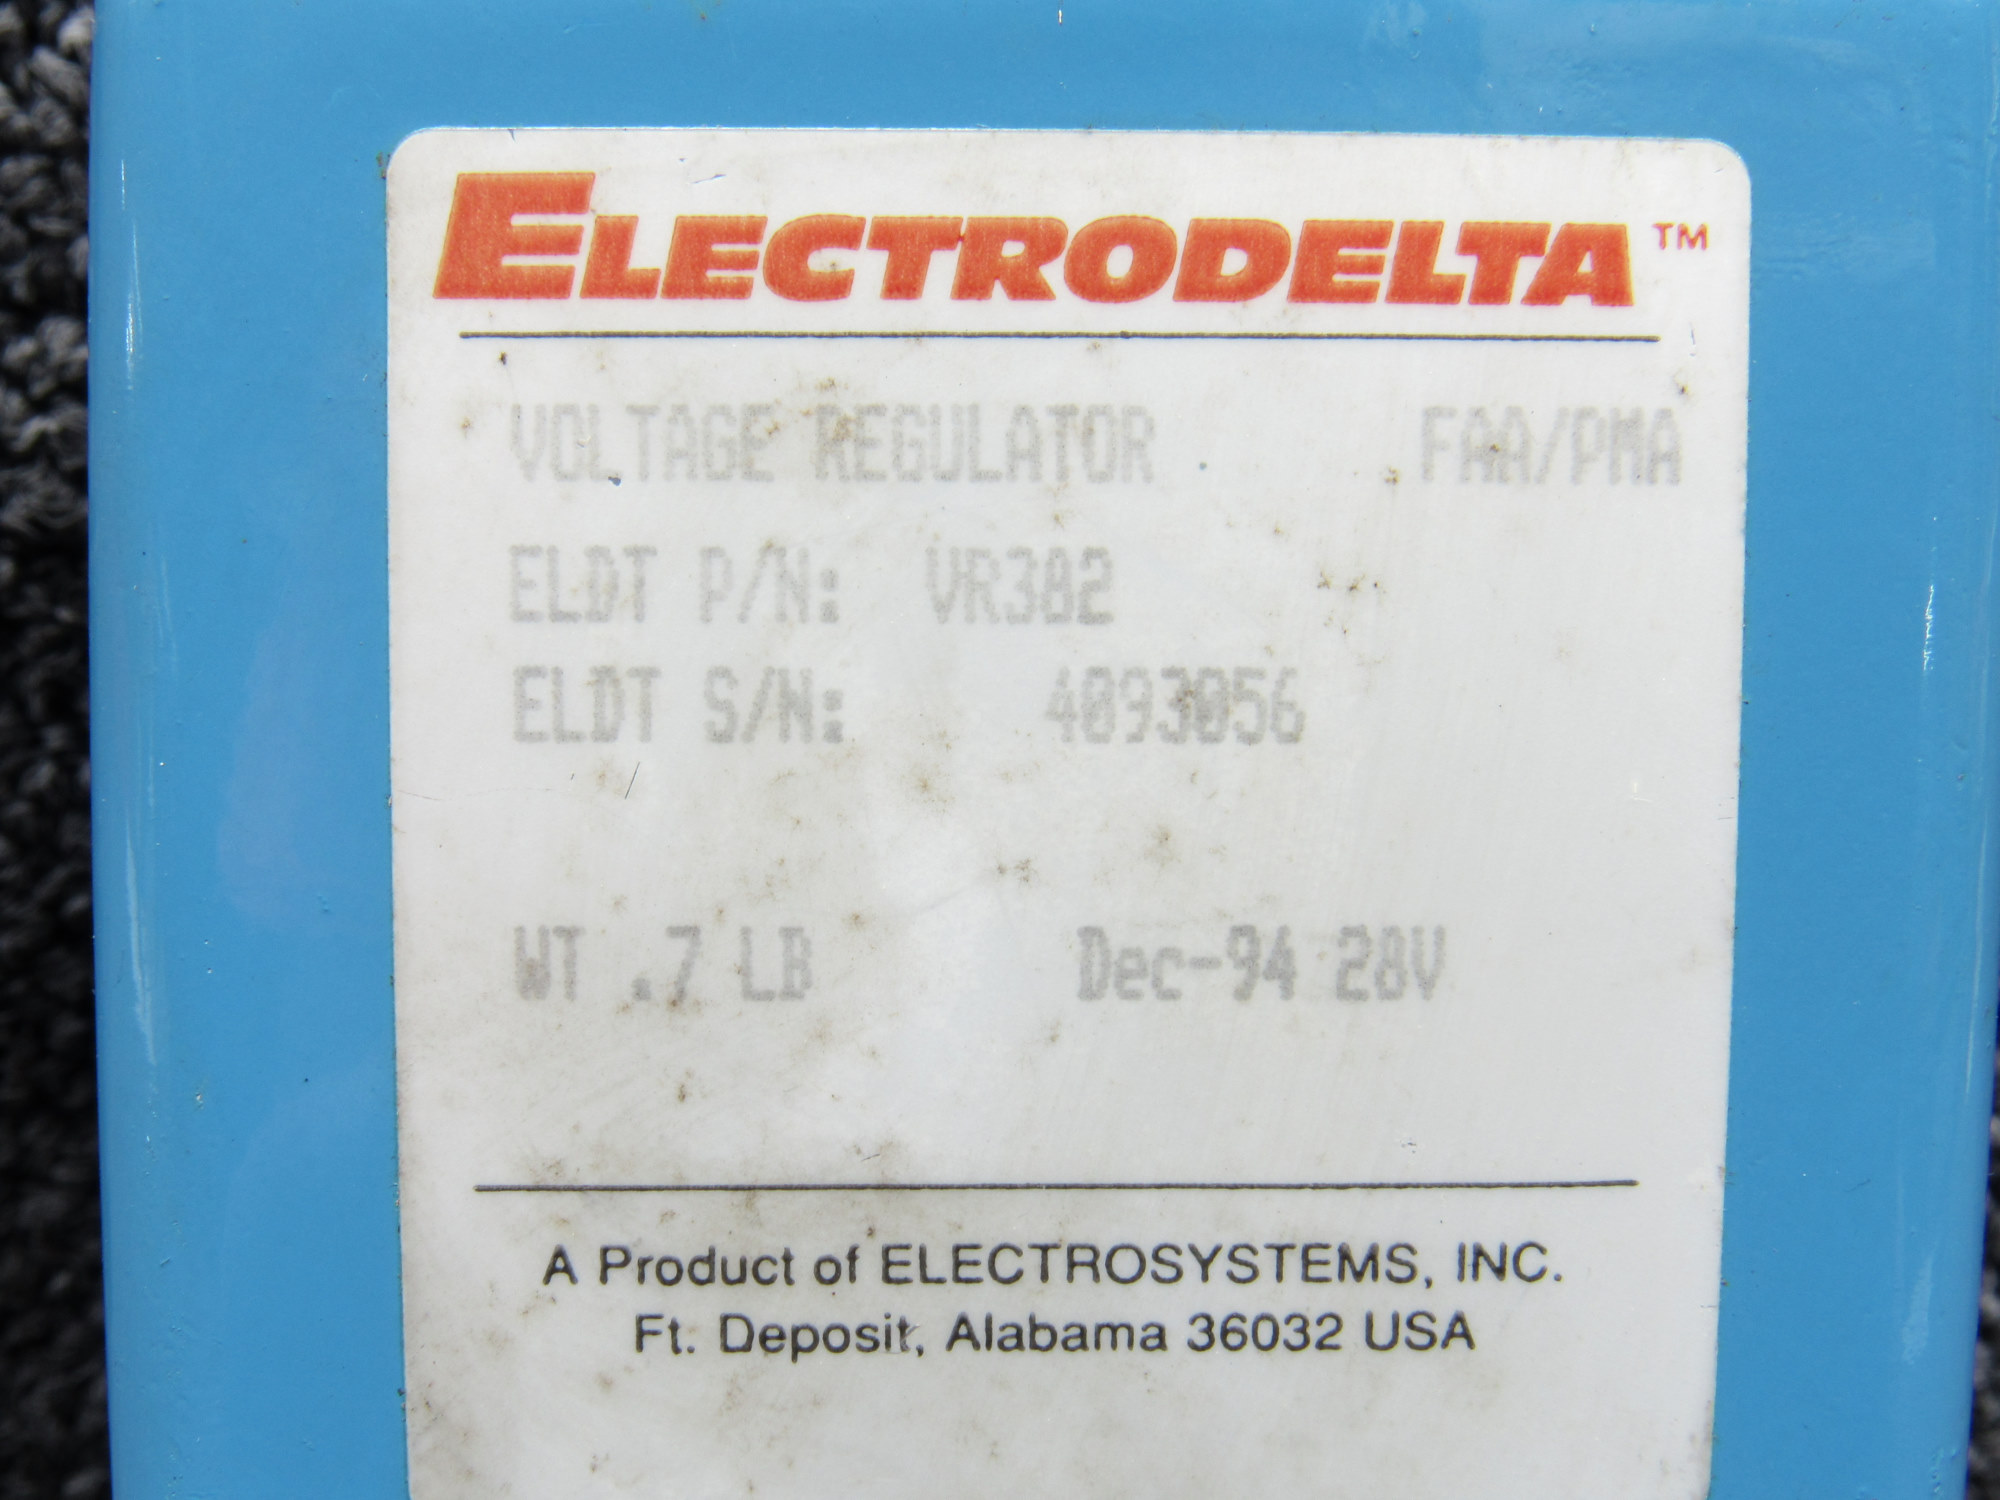 ELECTRODELTA™
VOLTAGE REGULATOR FAA/PMA
ELDT P/N: VR382
ELDT S/N: 4093056
WT .7 LB Dec-94 28V
A Product of ELECTROSYSTEMS, INC.
Ft. Deposit, Alabama 36032 USA